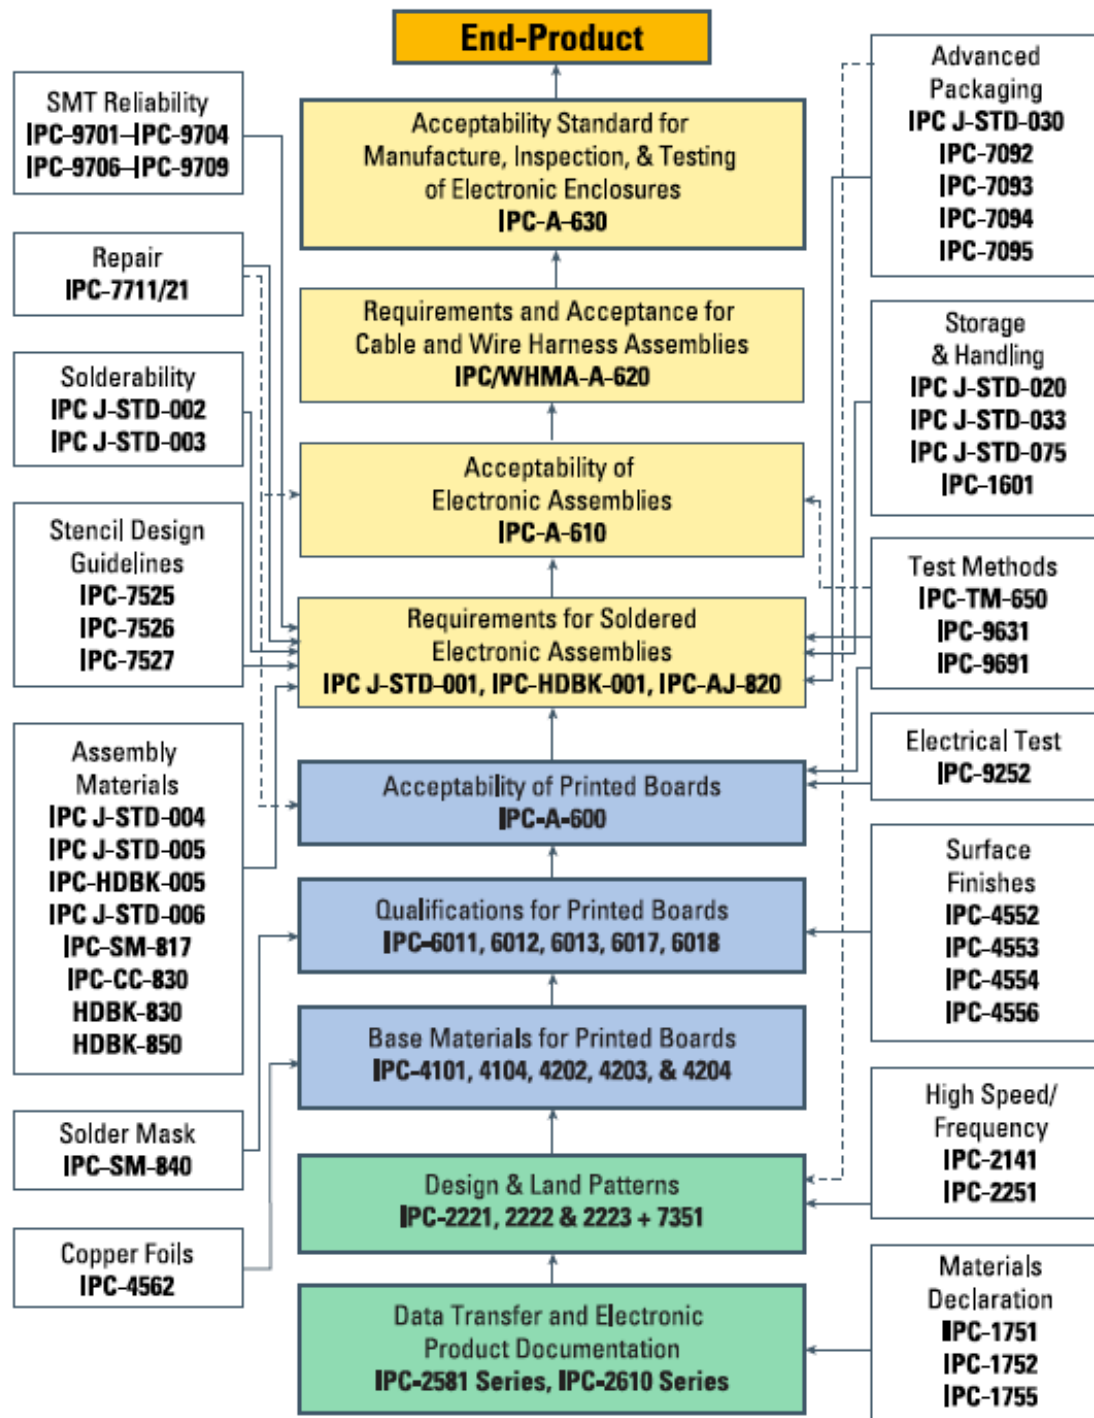 End-Product
Acceptability Standard for
Manufacture, Inspection, & Testing
of Electronic Enclosures
IPC-A-630
Requirements and Acceptance for
Cable and Wire Harness Assemblies
IPC/WHMA-A-620
Acceptability of
Electronic Assemblies
IPC-A-610
Requirements for Soldered
Electronic Assemblies
IPC J-STD-001, IPC-HDBK-001, IPC-AJ-820
Acceptability of Printed Boards
IPC-A-600
Qualifications for Printed Boards
IPC-6011, 6012, 6013, 6017, 6018
Base Materials for Printed Boards
IPC-4101, 4104, 4202, 4203, & 4204
Design & Land Patterns
IPC-2221, 2222 & 2223 + 7351
Data Transfer and Electronic
Product Documentation
IPC-2581 Series, IPC-2610 Series
SMT Reliability
IPC-9701–IPC-9704
IPC-9706–IPC-9709
Repair
IPC-7711/21
Solderability
IPC J-STD-002
IPC J-STD-003
Stencil Design
Guidelines
IPC-7525
IPC-7526
IPC-7527
Assembly
Materials
IPC J-STD-004
IPC J-STD-005
IPC-HDBK-005
IPC J-STD-006
IPC-SM-817
IPC-CC-830
HDBK-830
HDBK-850
Solder Mask
IPC-SM-840
Copper Foils
IPC-4562
Advanced
Packaging
IPC J-STD-030
IPC-7092
IPC-7093
IPC-7094
IPC-7095
Storage
& Handling
IPC J-STD-020
IPC J-STD-033
IPC J-STD-075
IPC-1601
Test Methods
IPC-TM-650
IPC-9631
IPC-9691
Electrical Test
IPC-9252
Surface
Finishes
IPC-4552
IPC-4553
IPC-4554
IPC-4556
High Speed/
Frequency
IPC-2141
IPC-2251
Materials
Declaration
IPC-1751
IPC-1752
IPC-1755